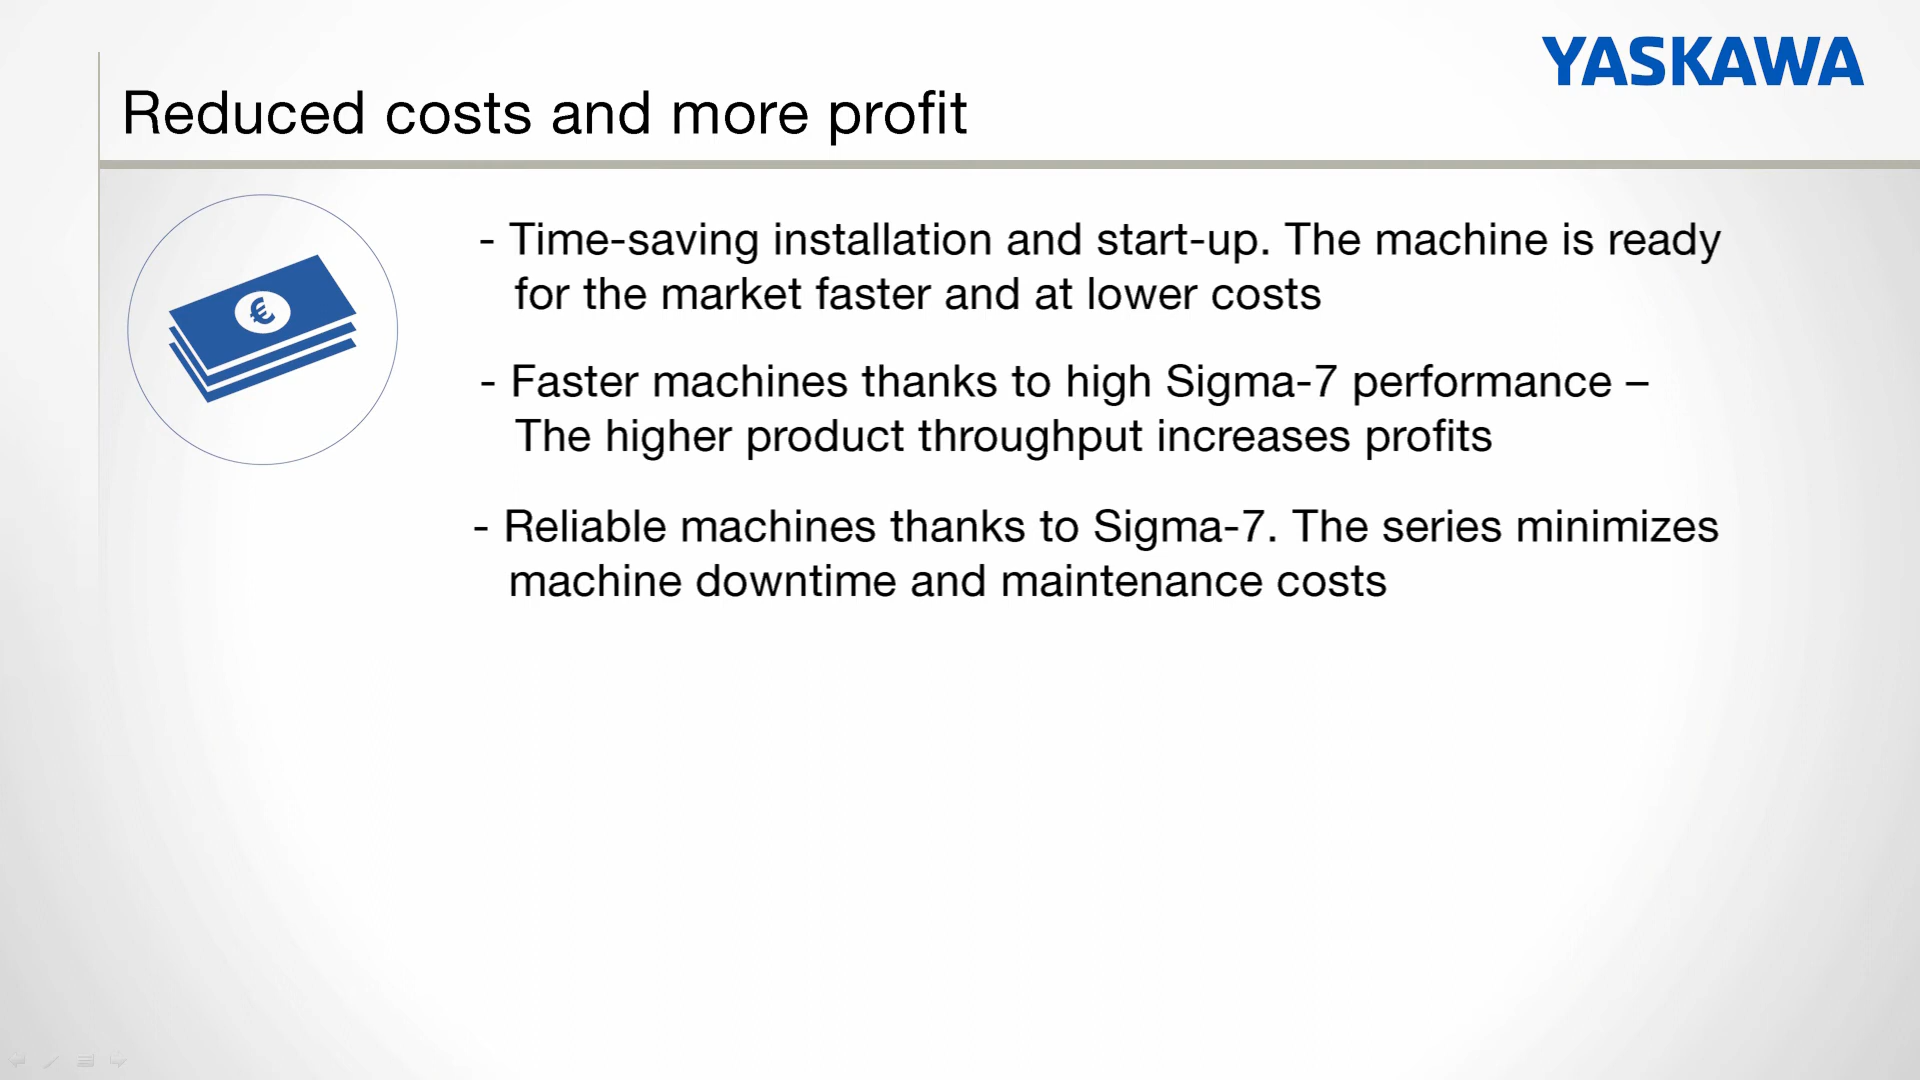 YASKAWA
Reduced costs and more profit
€
- Time-saving installation and start-up. The machine is ready
for the market faster and at lower costs
- Faster machines thanks to high Sigma-7 performance –
The higher product throughput increases profits
- Reliable machines thanks to Sigma-7. The series minimizes
machine downtime and maintenance costs